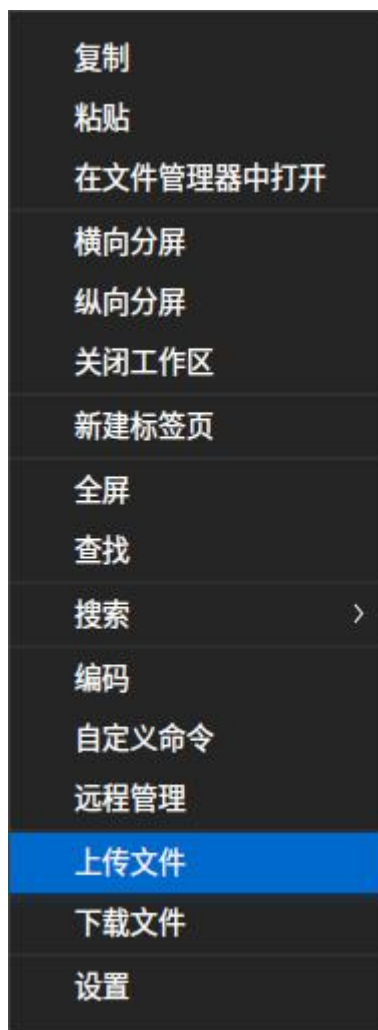 复制
粘贴
在文件管理器中打开
横向分屏
纵向分屏
关闭工作区
新建标签页
全屏
查找
搜索
编码
自定义命令
远程管理
上传文件
下载文件
设置